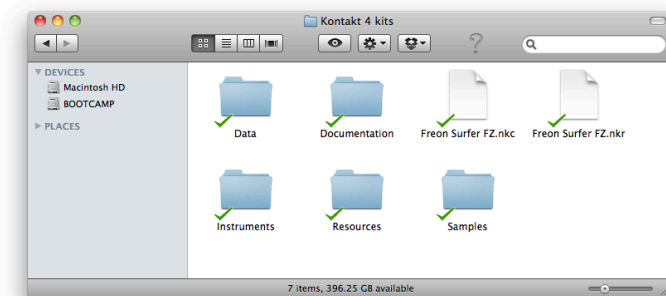 Kontakt 4 kits
?
DEVICES
Macintosh HD
BOOTCAMP
PLACES
Data
Documentation
Freon Surfer FZ.nkc
Freon Surfer FZ.nkr
Instruments
Resources
Samples
7 items, 396.25 GB available